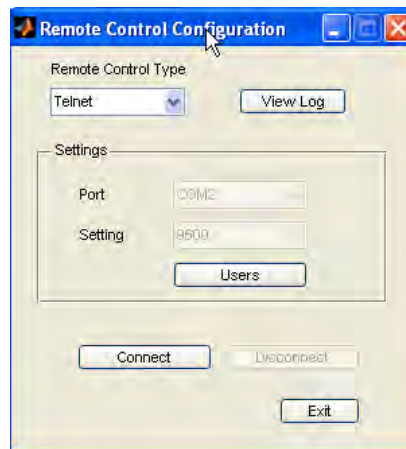 Remote Control Configuration
Remote Control Type
Telnet
View Log
Settings
Port
COM2
Setting
9600
Users
Connect
Disconnect
Exit